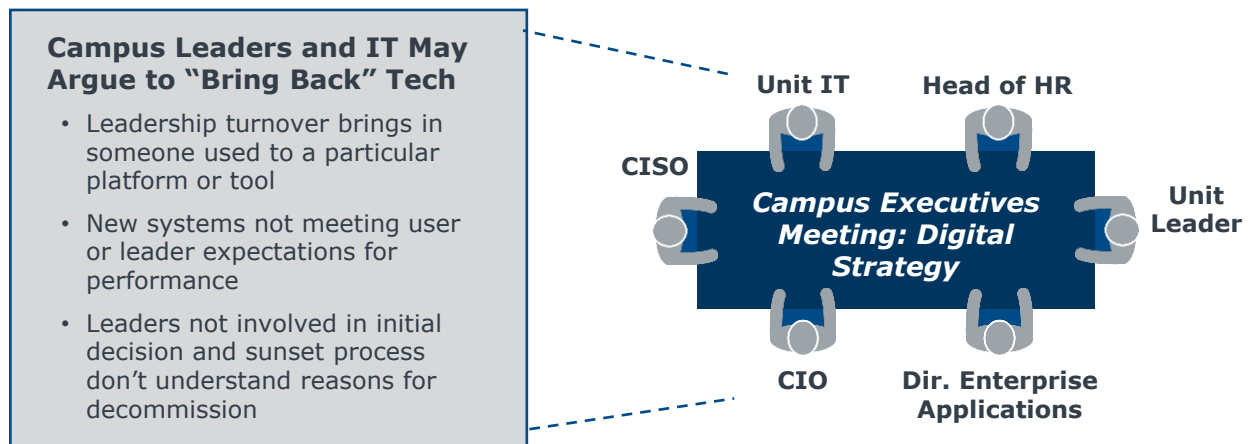 Campus Leaders and IT May
Argue to “Bring Back” Tech
• Leadership turnover brings in
someone used to a particular
platform or tool
• New systems not meeting user
or leader expectations for
performance
• Leaders not involved in initial
decision and sunset process
don’t understand reasons for
decommission
Unit IT
Head of HR
CISO
Campus Executives
Meeting: Digital
Strategy
Unit
Leader
CIO
Dir. Enterprise
Applications